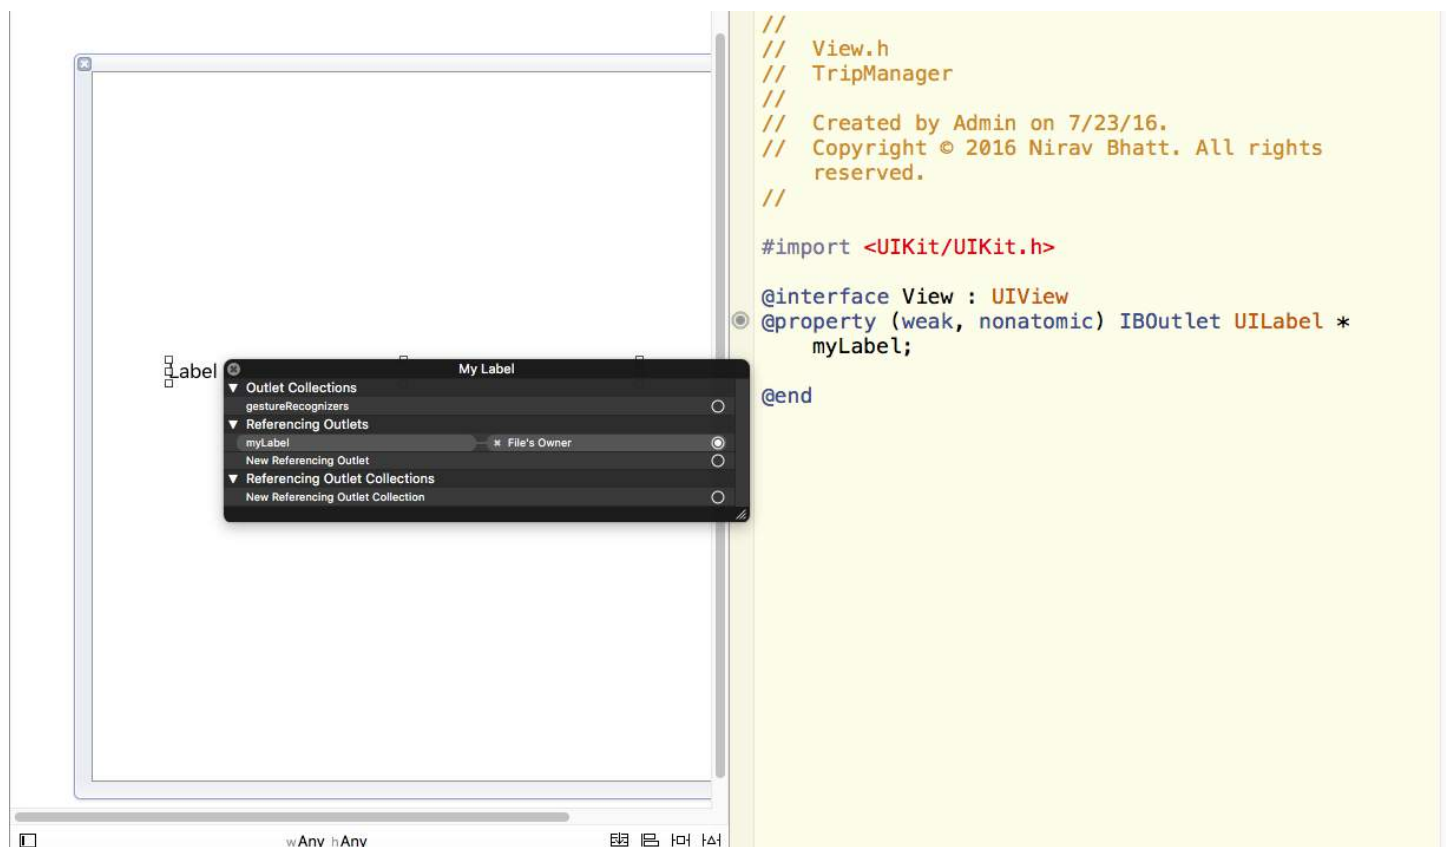 Label
My Label
▼ Outlet Collections
gestureRecognizers
▼ Referencing Outlets
myLabel
File's Owner
New Referencing Outlet
▼ Referencing Outlet Collections
New Referencing Outlet Collection
wAny hAny
//
// View.h
// TripManager
//
// Created by Admin on 7/23/16.
// Copyright © 2016 Nirav Bhatt. All rights
reserved.
//
#import <UIKit/UIKit.h>
@interface View : UIView
@property (weak, nonatomic) IBOutlet UILabel *
myLabel;
@end